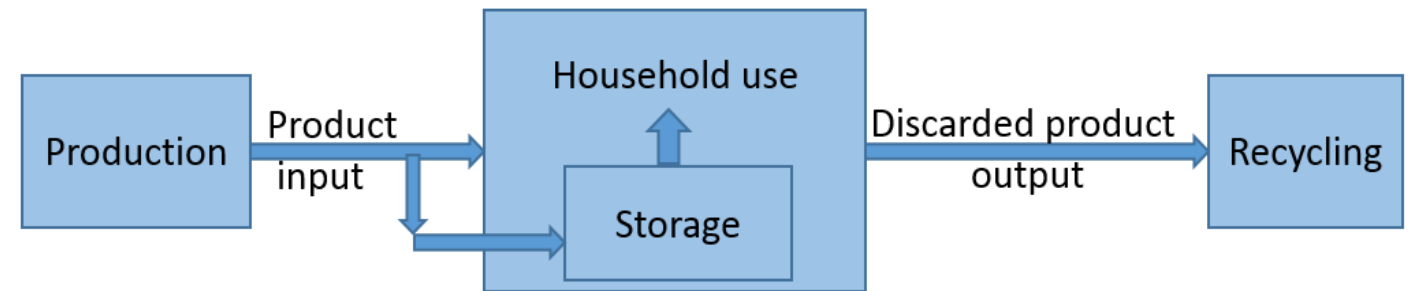 Production
Product
input
Household use
Storage
Discarded product
output
Recycling